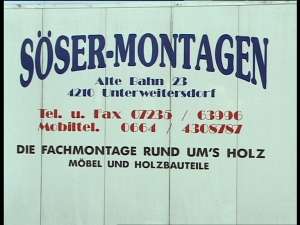 SÖSER-MONTAGEN
Alte Bahn 23
4210 Unterweitersdorf
Tel. u. Fax 07235 / 63996
Mobiltel. 0664 / 4308787
DIE FACHMONTAGE RUND UM'S HOLZ
MÖBEL UND HOLZBAUTEILE